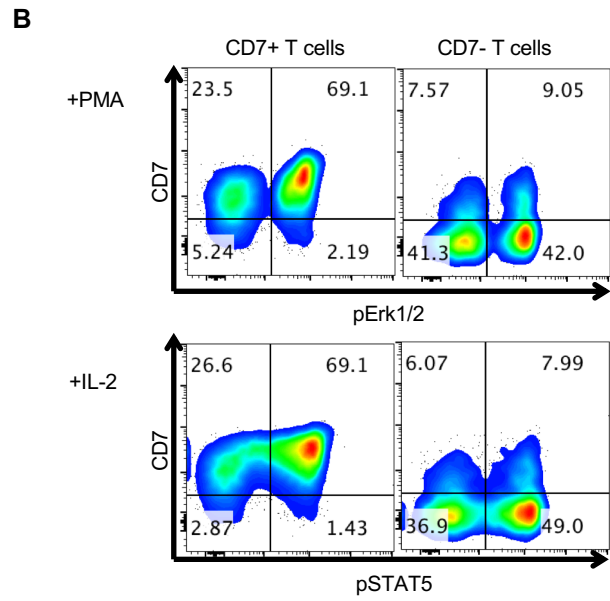 B
CD7+ T cells
CD7- T cells
+PMA
23.5
69.1
7.57
9.05
CD7
5.24
2.19
41.3
42.0
pErk1/2
+IL-2
26.6
69.1
6.07
7.99
CD7
2.87
1.43
36.9
49.0
pSTAT5